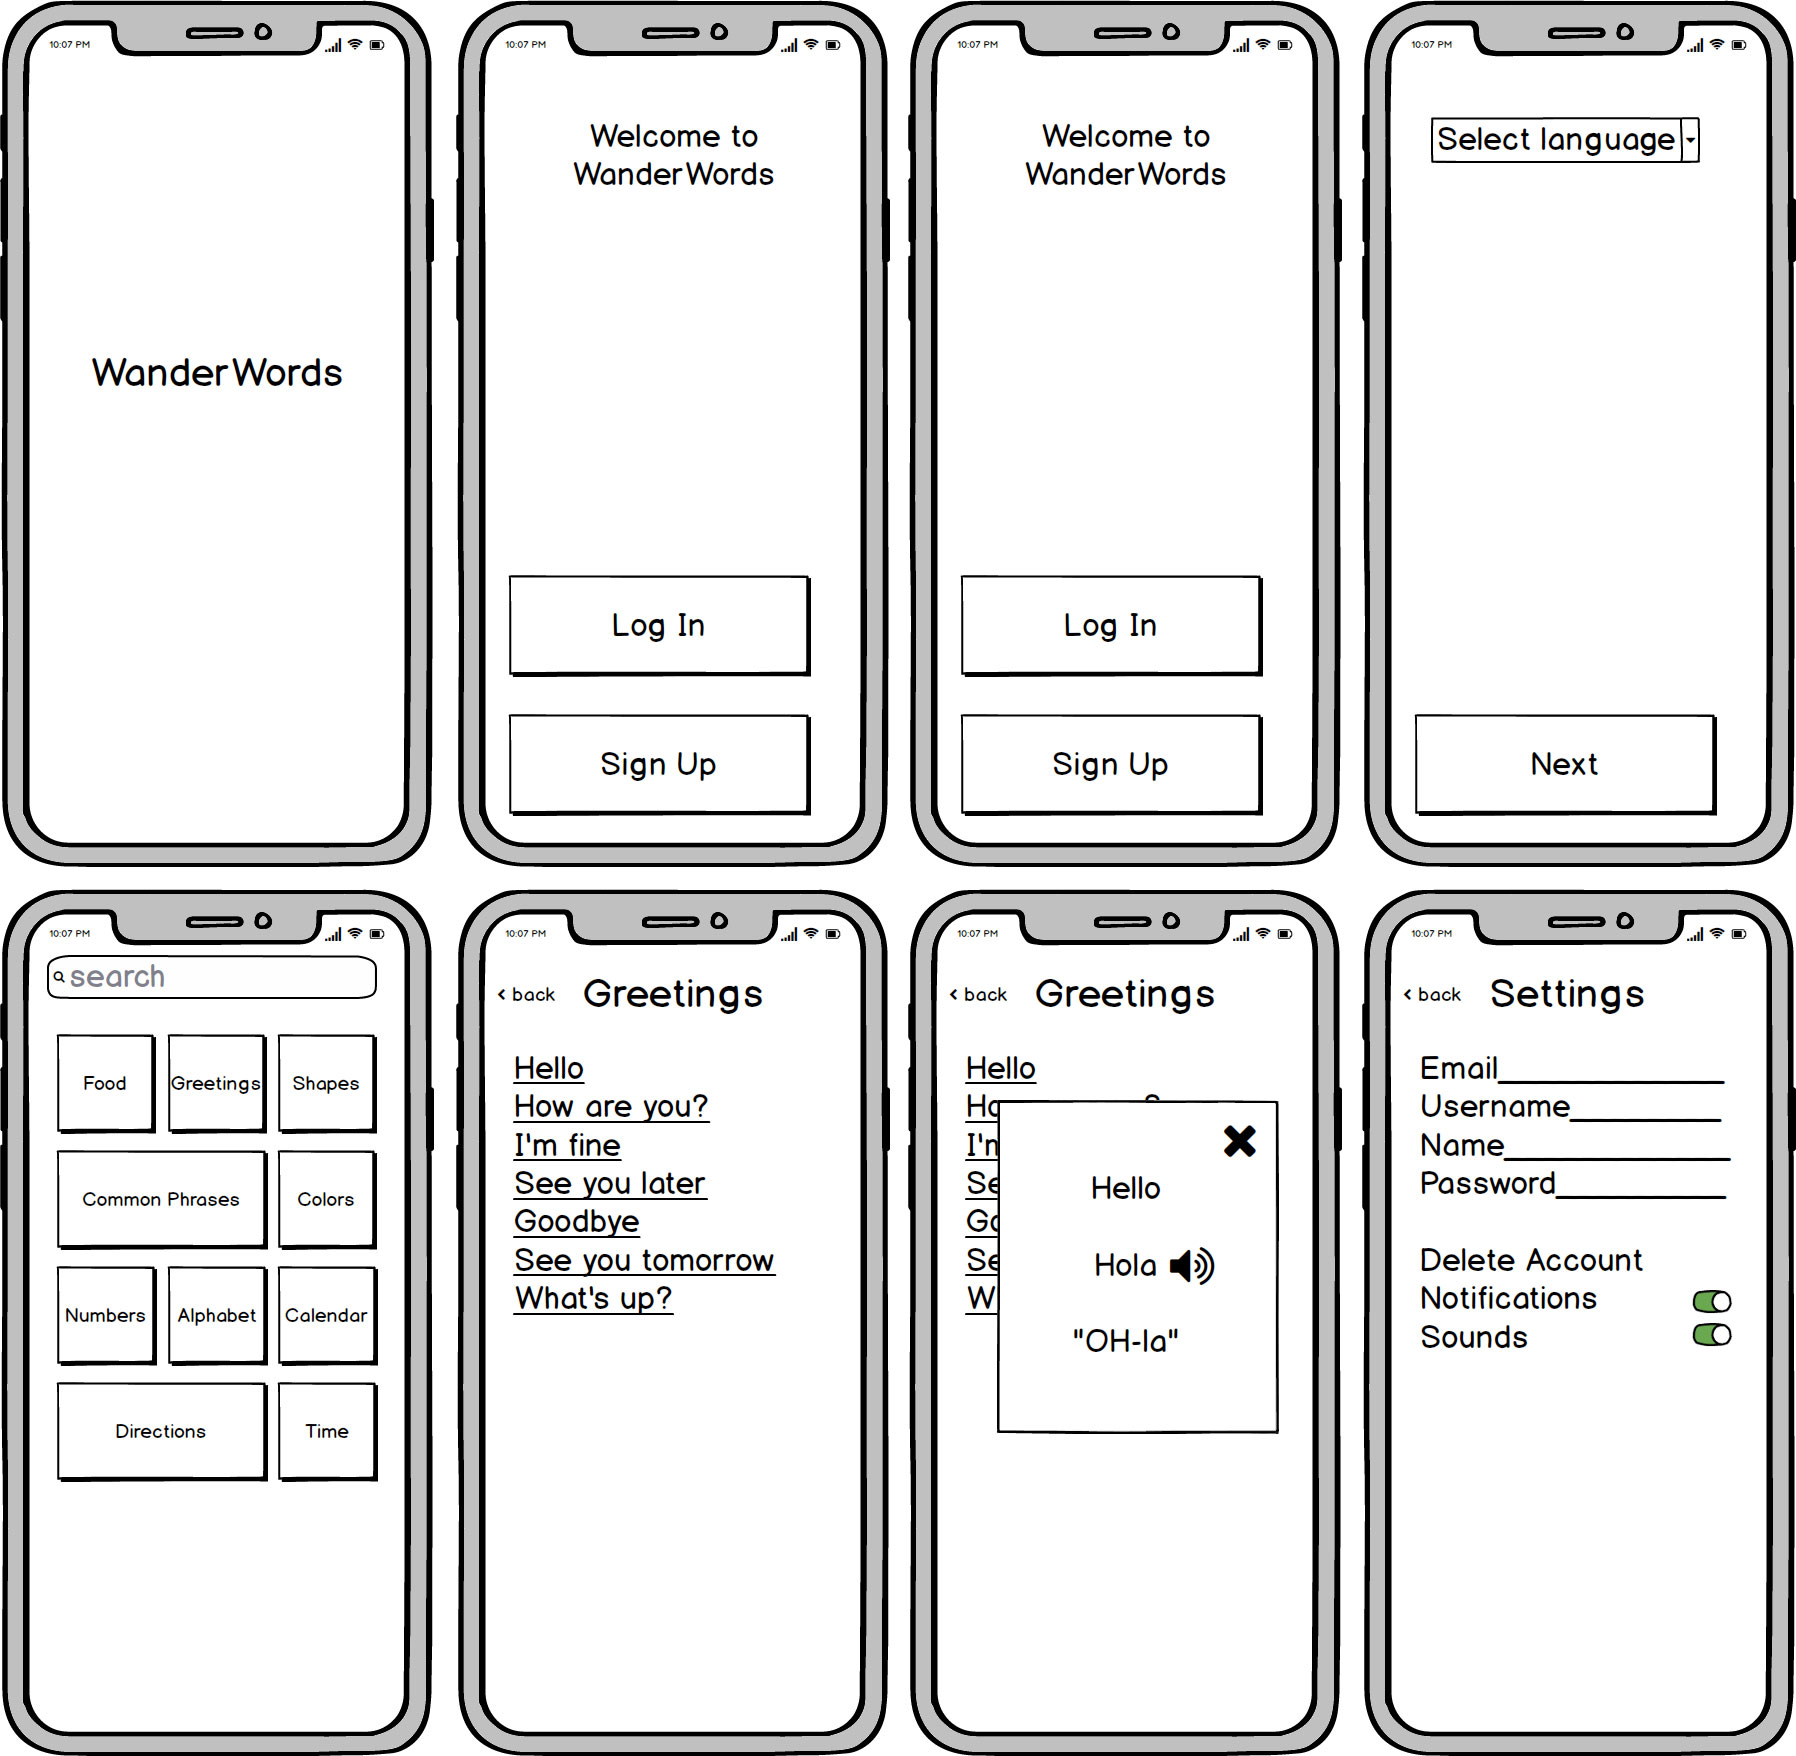 10:07 PM
WanderWords
10:07 PM
Welcome to
WanderWords
Log In
Sign Up
10:07 PM
Welcome to
WanderWords
Log In
Sign Up
10:07 PM
Select language
Next
10:07 PM
search
Food
Greetings
Shapes
Common Phrases
Colors
Numbers
Alphabet
Calendar
Directions
Time
10:07 PM
back
Greetings
Hello
How are you?
I'm fine
See you later
Goodbye
See you tomorrow
What's up?
10:07 PM
back
Greetings
Hello
Hello
Hola
"OH-la"
10:07 PM
back
Settings
Email
Username
Name
Password
Delete Account
Notifications
Sounds